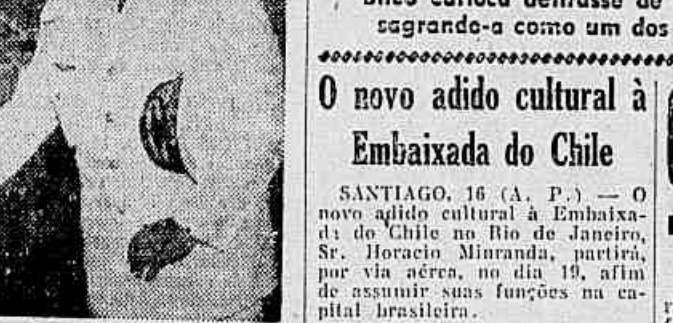 carioca
sagrando-a como um dos
O novo adido cultural à
Embaixada do Chile
SANTIAGO, 16 (A. P.) — O
novo adido cultural à Embaixa-
da do Chile no Rio de Janeiro,
Sr. Horacio Minranda, partirá,
por via aérea, no dia 19, afim
de assumir suas funções na ca-
pital brasileira.